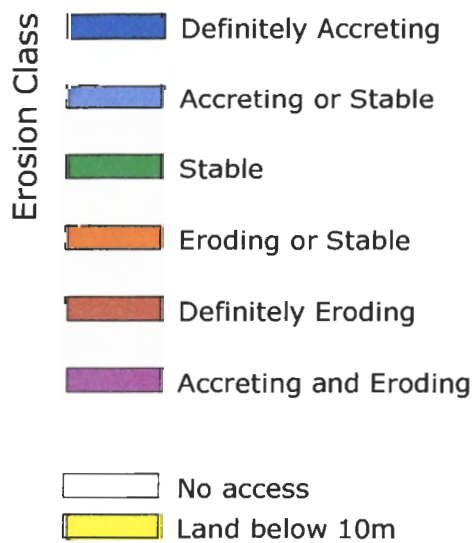 Erosion Class
Definitely Accreting
Accreting or Stable
Stable
Eroding or Stable
Definitely Eroding
Accreting and Eroding
No access
Land below 10m